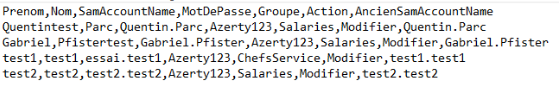 Prenom,Nom,SamAccountName,MotDePasse,Groupe,Action,AncienSamAccountName
Quentintest,Parc,Quentin.Parc,Azerty123,Salaries,Modifier,Quentin.Parc
Gabriel,Pfistertest,Gabriel.Pfister,Azerty123,Salaries,Modifier,Gabriel.Pfister
test1,test1,essai.test1,Azerty123,ChefsService,Modifier,test1.test1
test2,test2,test2.test2,Azerty123,Salaries,Modifier,test2.test2